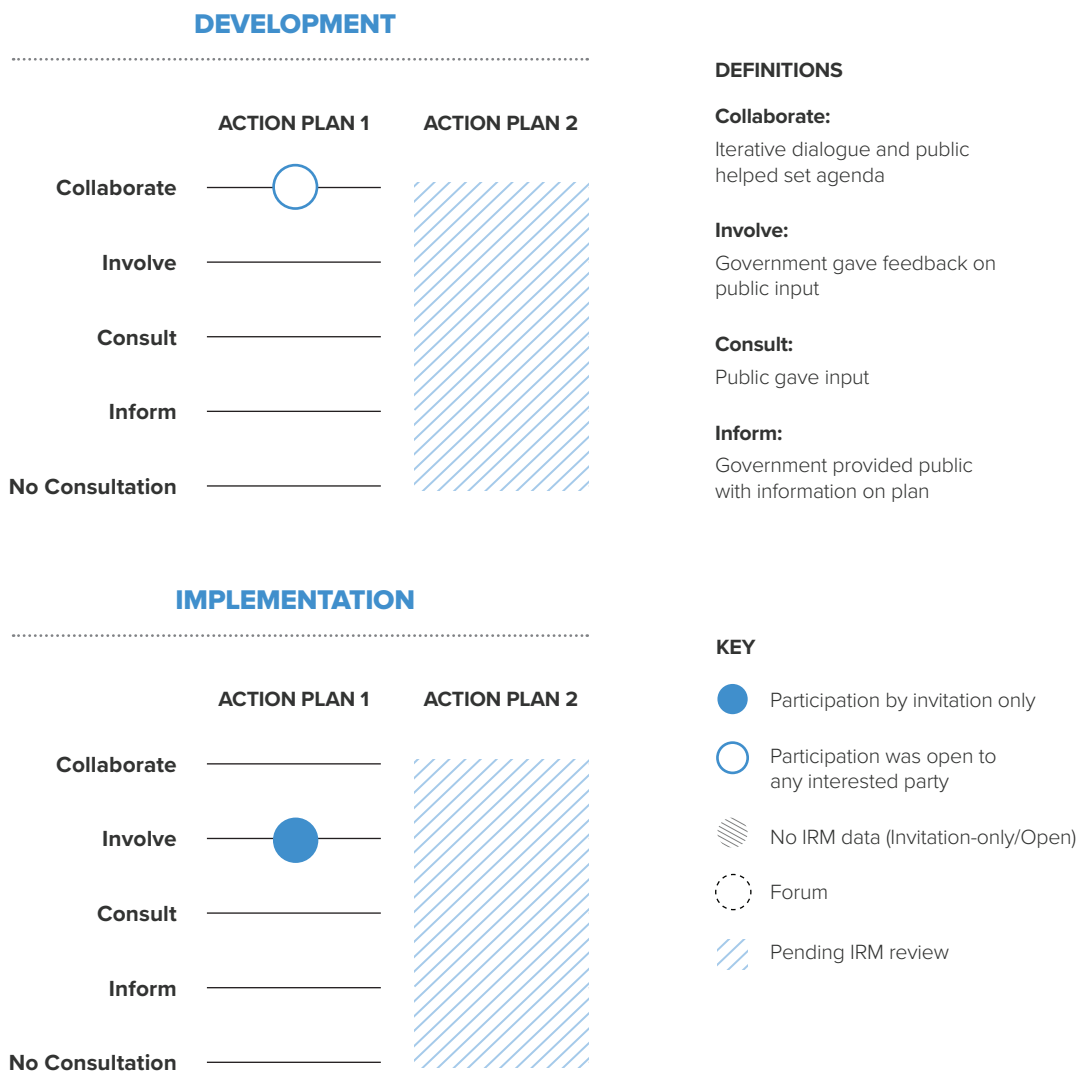 DEVELOPMENT
ACTION PLAN 1
ACTION PLAN 2
Collaborate
Involve
Consult
Inform
No Consultation
DEFINITIONS
Collaborate:
Iterative dialogue and public
helped set agenda
Involve:
Government gave feedback on
public input
Consult:
Public gave input
Inform:
Government provided public
with information on plan
IMPLEMENTATION
ACTION PLAN 1
ACTION PLAN 2
Collaborate
Involve
Consult
Inform
No Consultation
KEY
Participation by invitation only
Participation was open to
any interested party
No IRM data (Invitation-only/Open)
Forum
Pending IRM review